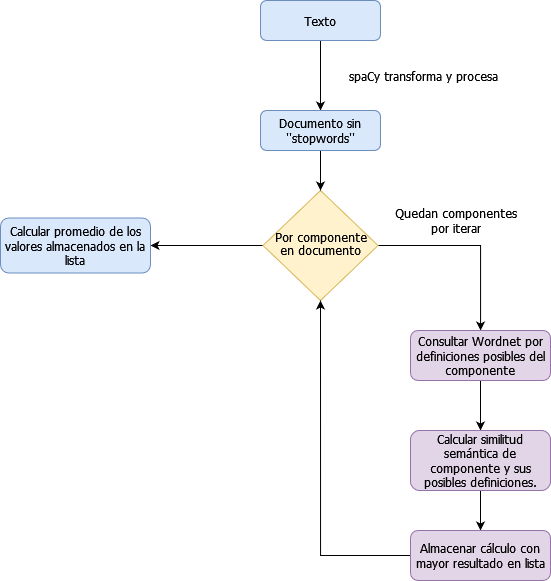 Texto
spaCy transforma y procesa
Documento sin
"stopwords"
Calcular promedio de los
valores almacenados en la
lista
Por componente
en documento
Quedan componentes
por iterar
Consultar Wordnet por
definiciones posibles del
componente
Calcular similitud
semántica de
componente y sus
posibles definiciones.
Almacenar cálculo con
mayor resultado en lista